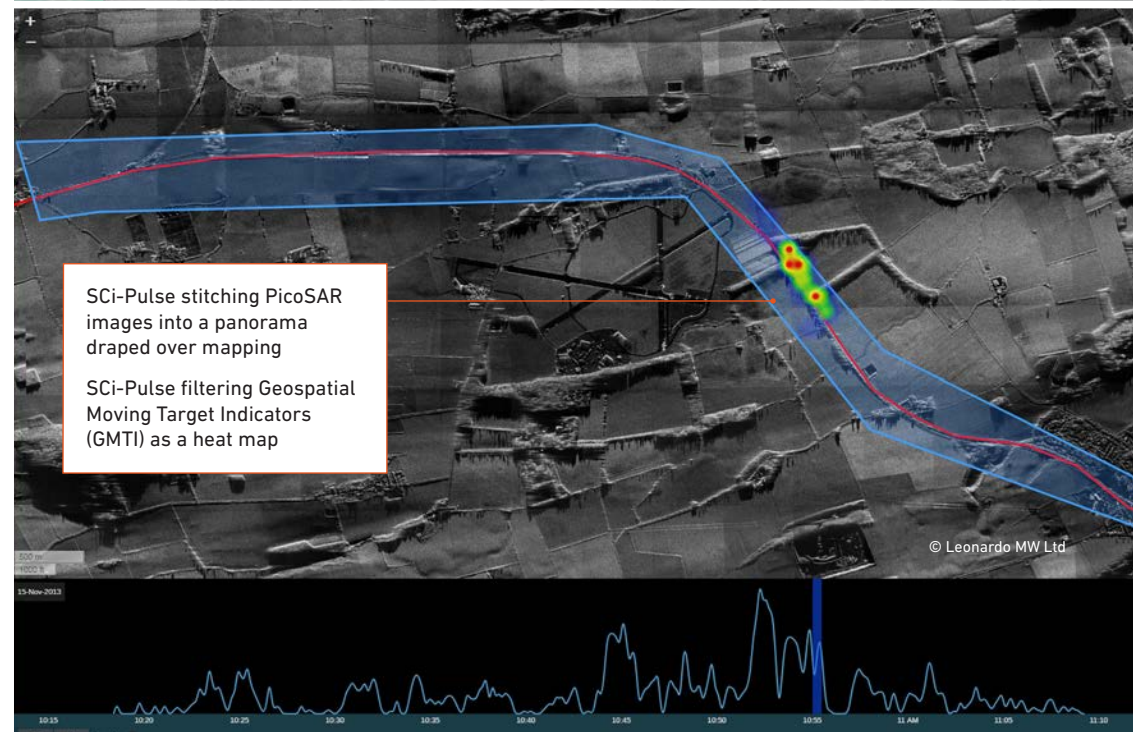 +
−
SCi-Pulse stitching PicoSAR
images into a panorama
draped over mapping
SCi-Pulse filtering Geospatial
Moving Target Indicators
(GMTI) as a heat map
© Leonardo MW Ltd
500 m
1000 ft
15-Nov-2013
10:15 10:20 10:25 10:30 10:35 10:40 10:45 10:50 10:55 11 AM 11:05 11:10